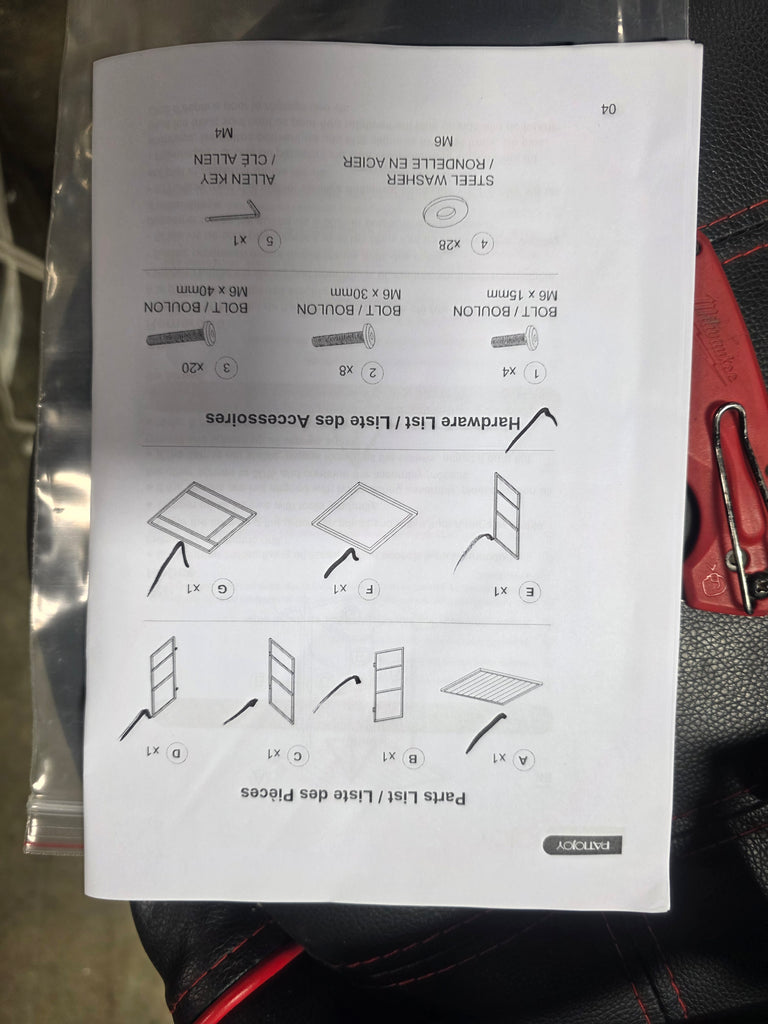 PATIOJOY
Parts List / Liste des Pièces
A x1
B x1
C x1
D x1
E x1
F x1
G x1
Hardware List / Liste des Accessoires
1 x4
BOLT / BOULON
M6 x 15mm
2 x8
BOLT / BOULON
M6 x 30mm
3 x20
BOLT / BOULON
M6 x 40mm
4 x28
STEEL WASHER
/ RONDELLE EN ACIER
M6
5 x1
ALLEN KEY
/ CLÉ ALLEN
M4
04
Milwaukee